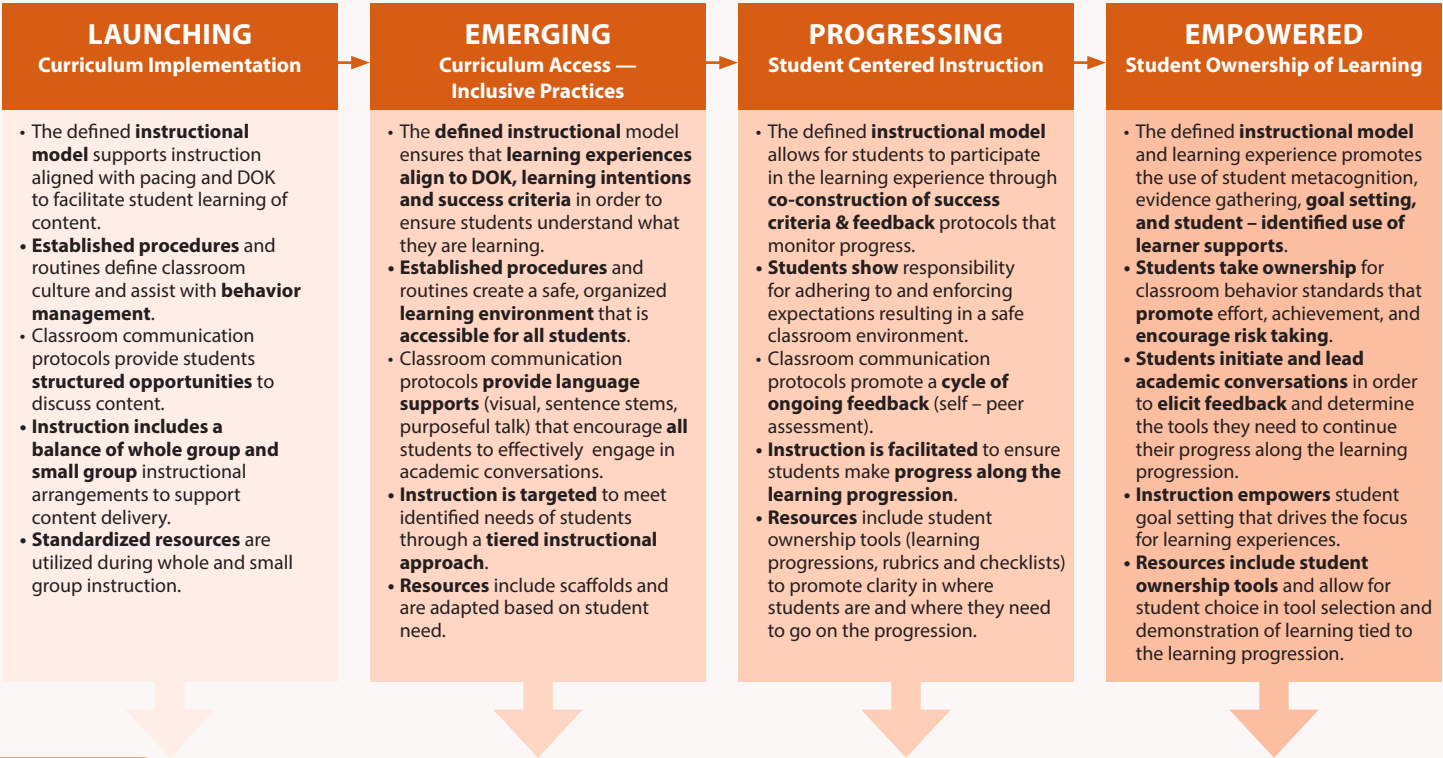 LAUNCHING
Curriculum Implementation
• The defined instructional
model supports instruction
aligned with pacing and DOK
to facilitate student learning of
content.
• Established procedures and
routines define classroom
culture and assist with behavior
management.
• Classroom communication
protocols provide students
structured opportunities to
discuss content.
• Instruction includes a
balance of whole group and
small group instructional
arrangements to support
content delivery.
• Standardized resources are
utilized during whole and small
group instruction.
EMERGING
Curriculum Access —
Inclusive Practices
• The defined instructional model
ensures that learning experiences
align to DOK, learning intentions
and success criteria in order to
ensure students understand what
they are learning.
• Established procedures and
routines create a safe, organized
learning environment that is
accessible for all students.
• Classroom communication
protocols provide language
supports (visual, sentence stems,
purposeful talk) that encourage all
students to effectively engage in
academic conversations.
• Instruction is targeted to meet
identified needs of students
through a tiered instructional
approach.
• Resources include scaffolds and
are adapted based on student
need.
PROGRESSING
Student Centered Instruction
• The defined instructional model
allows for students to participate
in the learning experience through
co-construction of success
criteria & feedback protocols that
monitor progress.
• Students show responsibility
for adhering to and enforcing
expectations resulting in a safe
classroom environment.
• Classroom communication
protocols promote a cycle of
ongoing feedback (self – peer
assessment).
• Instruction is facilitated to ensure
students make progress along the
learning progression.
• Resources include student
ownership tools (learning
progressions, rubrics and checklists)
to promote clarity in where
students are and where they need
to go on the progression.
EMPOWERED
Student Ownership of Learning
• The defined instructional model
and learning experience promotes
the use of student metacognition,
evidence gathering, goal setting,
and student – identified use of
learner supports.
• Students take ownership for
classroom behavior standards that
promote effort, achievement, and
encourage risk taking.
• Students initiate and lead
academic conversations in order
to elicit feedback and determine
the tools they need to continue
their progress along the learning
progression.
• Instruction empowers student
goal setting that drives the focus
for learning experiences.
• Resources include student
ownership tools and allow for
student choice in tool selection and
demonstration of learning tied to
the learning progression.